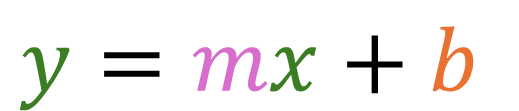 y = mx + b